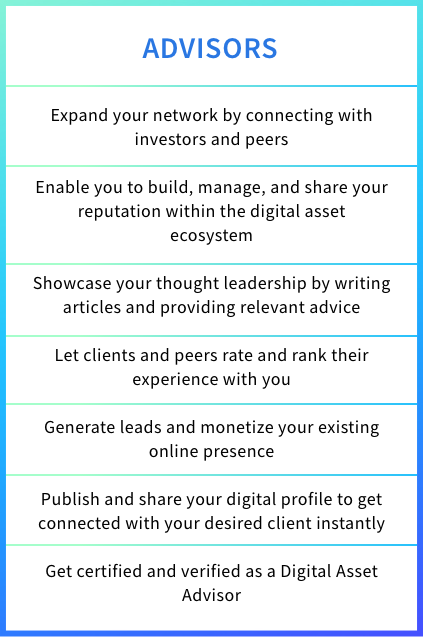 ADVISORS
Expand your network by connecting with
investors and peers
Enable you to build, manage, and share your
reputation within the digital asset
ecosystem
Showcase your thought leadership by writing
articles and providing relevant advice
Let clients and peers rate and rank their
experience with you
Generate leads and monetize your existing
online presence
Publish and share your digital profile to get
connected with your desired client instantly
Get certified and verified as a Digital Asset
Advisor